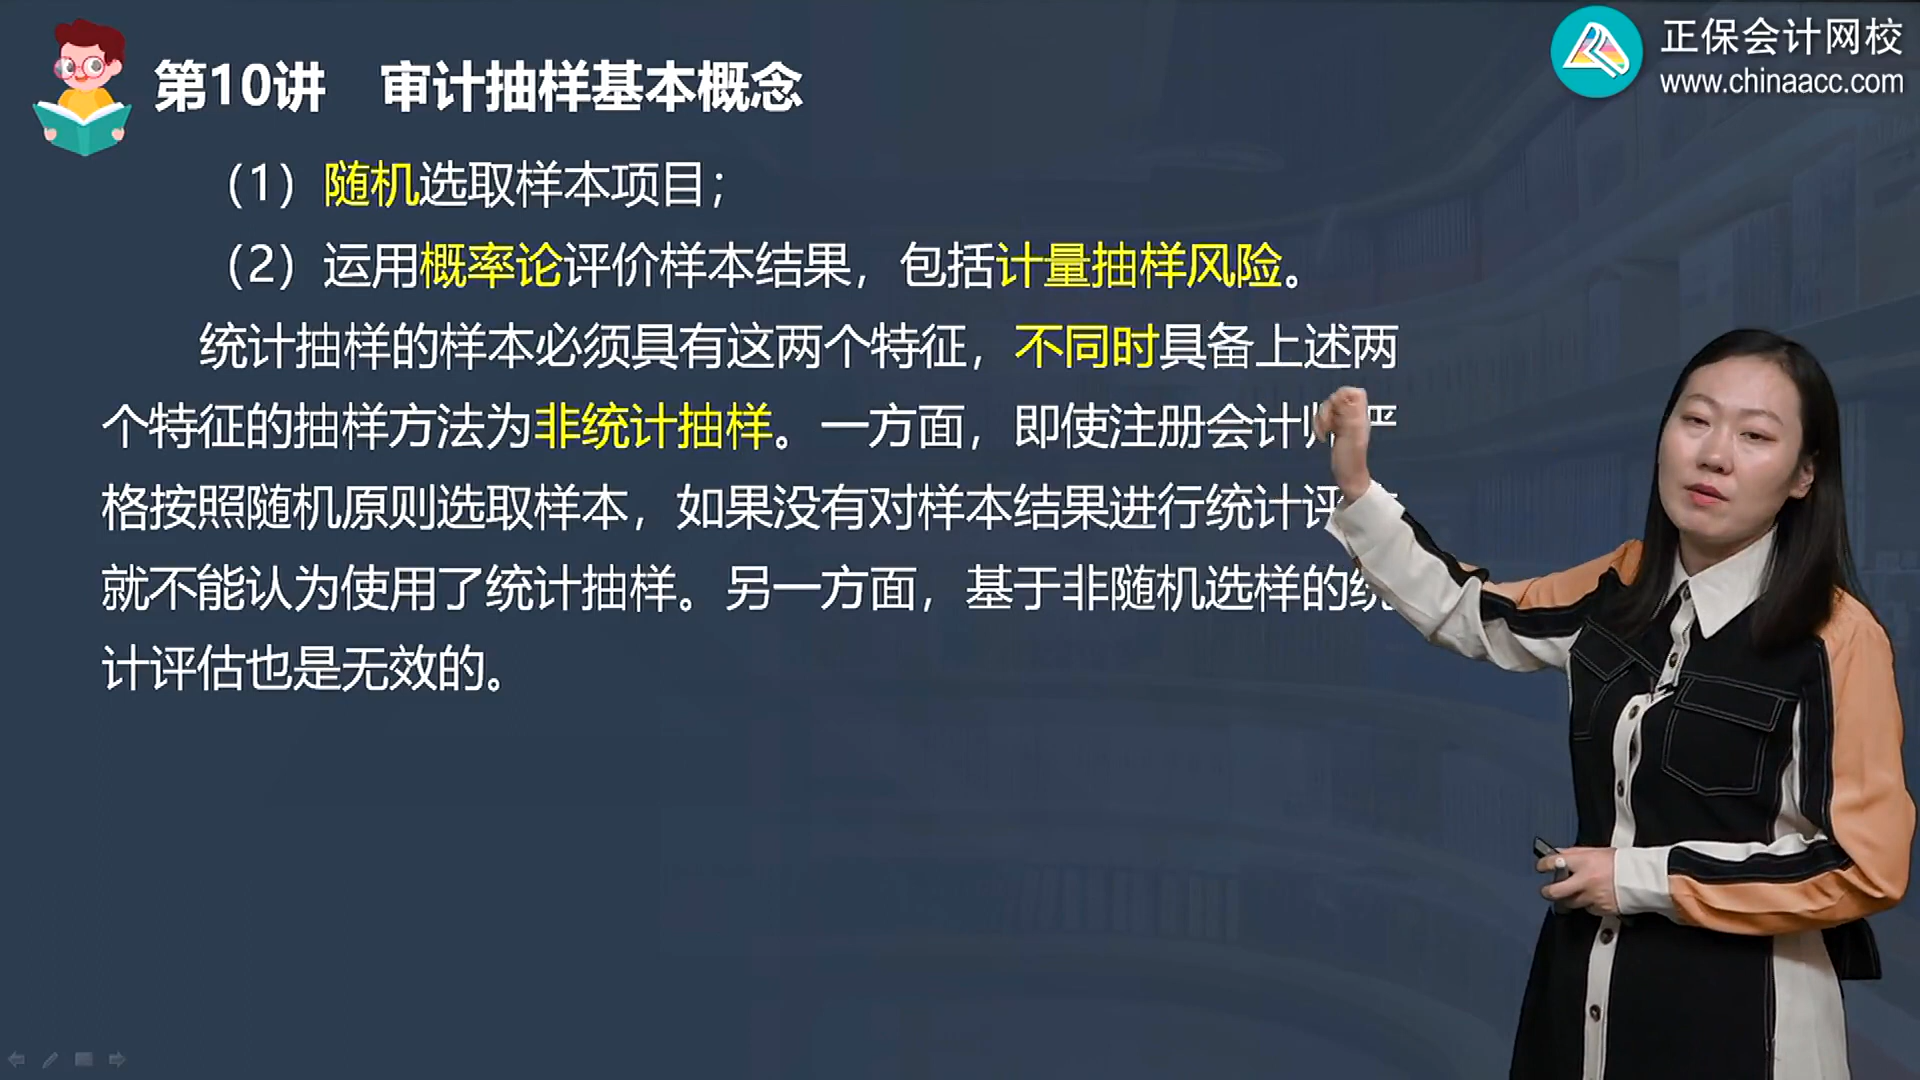 正保会计网校
www.chinaacc.com
第10讲 审计抽样基本概念
（1）随机选取样本项目；
（2）运用概率论评价样本结果，包括计量抽样风险。
统计抽样的样本必须具有这两个特征，不同时具备上述两
个特征的抽样方法为非统计抽样。一方面，即使注册会计师严
格按照随机原则选取样本，如果没有对样本结果进行统计评
就不能认为使用了统计抽样。另一方面，基于非随机选样的统
计评估也是无效的。